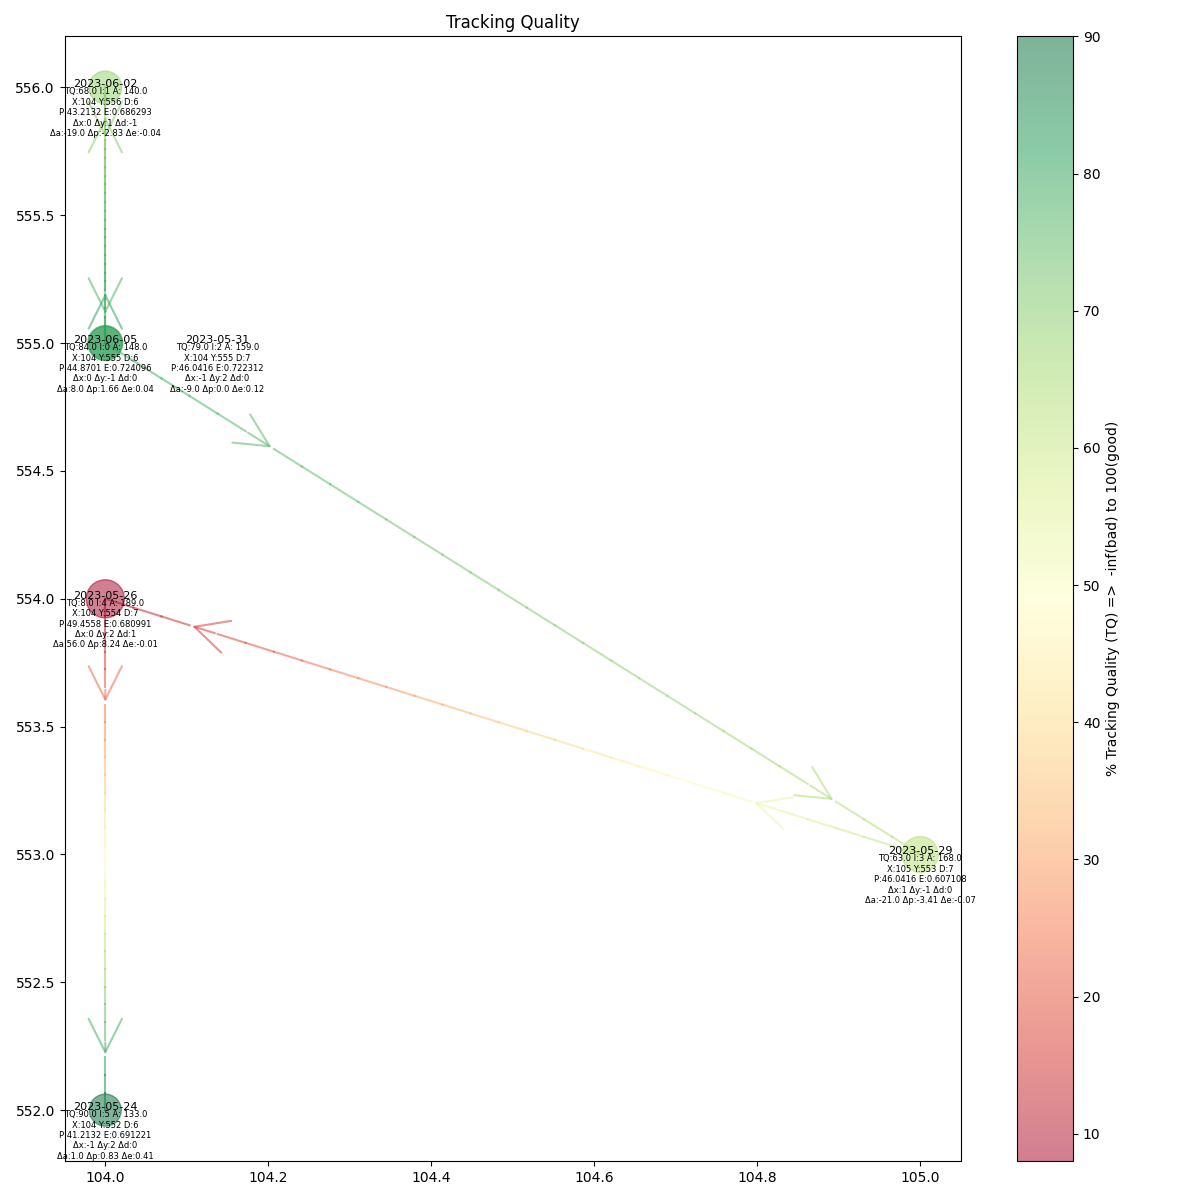 Tracking Quality
556.0
555.5
555.0
554.5
554.0
553.5
553.0
552.5
552.0
2023-06-02
TQ:68.0 I:1 A: 140.0
X:104 Y:556 D:6
P:43.2132 E:0.686293
Δx:0 Δy:1 Δd:-1
Δa:-19.0 Δp:-2.83 Δe:-0.04
2023-06-05
TQ:84.0 I:0 A: 148.0
X:104 Y:555 D:6
P:44.8701 E:0.724096
Δx:0 Δy:-1 Δd:0
Δa:8.0 Δp:1.66 Δe:0.04
2023-05-31
TQ:79.0 I:2 A: 159.0
X:104 Y:555 D:7
P:46.0416 E:0.722312
Δx:-1 Δy:2 Δd:0
Δa:-9.0 Δp:0.0 Δe:0.12
2023-05-26
TQ:8.0 I:4 A: 189.0
X:104 Y:554 D:7
P:49.4558 E:0.680991
Δx:0 Δy:2 Δd:1
Δa:56.0 Δp:8.24 Δe:-0.01
2023-05-29
TQ:63.0 I:3 A: 168.0
X:105 Y:553 D:7
P:46.0416 E:0.607108
Δx:1 Δy:-1 Δd:0
Δa:-21.0 Δp:-3.41 Δe:-0.07
2023-05-24
TQ:90.0 I:5 A: 133.0
X:104 Y:552 D:6
P:41.2132 E:0.691221
Δx:-1 Δy:2 Δd:0
Δa:1.0 Δp:0.83 Δe:0.41
104.0
104.2
104.4
104.6
104.8
105.0
90
80
70
60
50
40
30
20
10
% Tracking Quality (TQ) =>  -inf(bad) to 100(good)